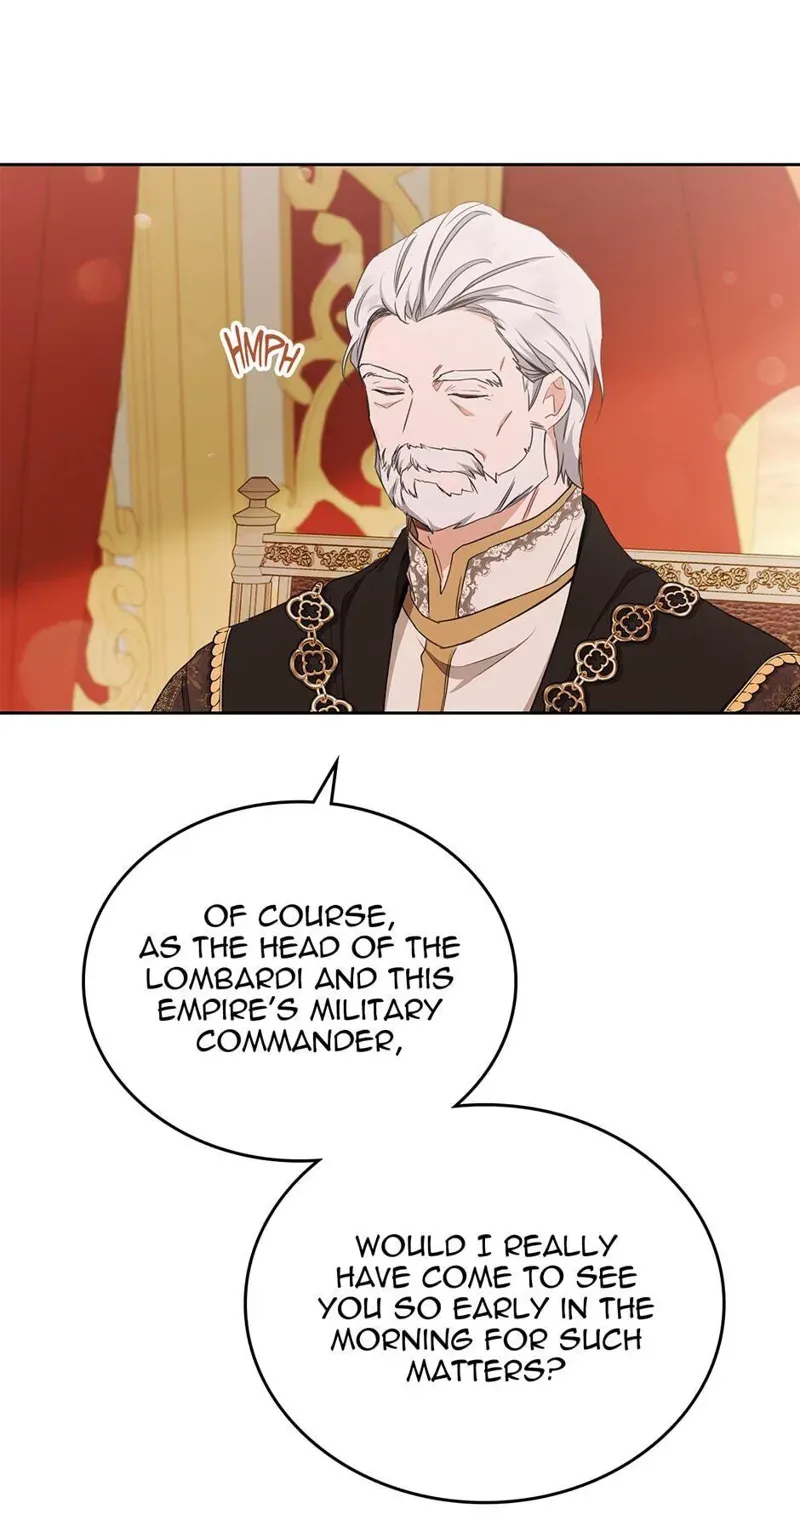 HMPH
OF COURSE,
AS THE HEAD OF THE
LOMBARDI AND THIS
EMPIRE'S MILITARY
COMMANDER,
WOULD I REALLY
HAVE COME TO SEE
YOU SO EARLY IN THE
MORNING FOR SUCH
MATTERS?